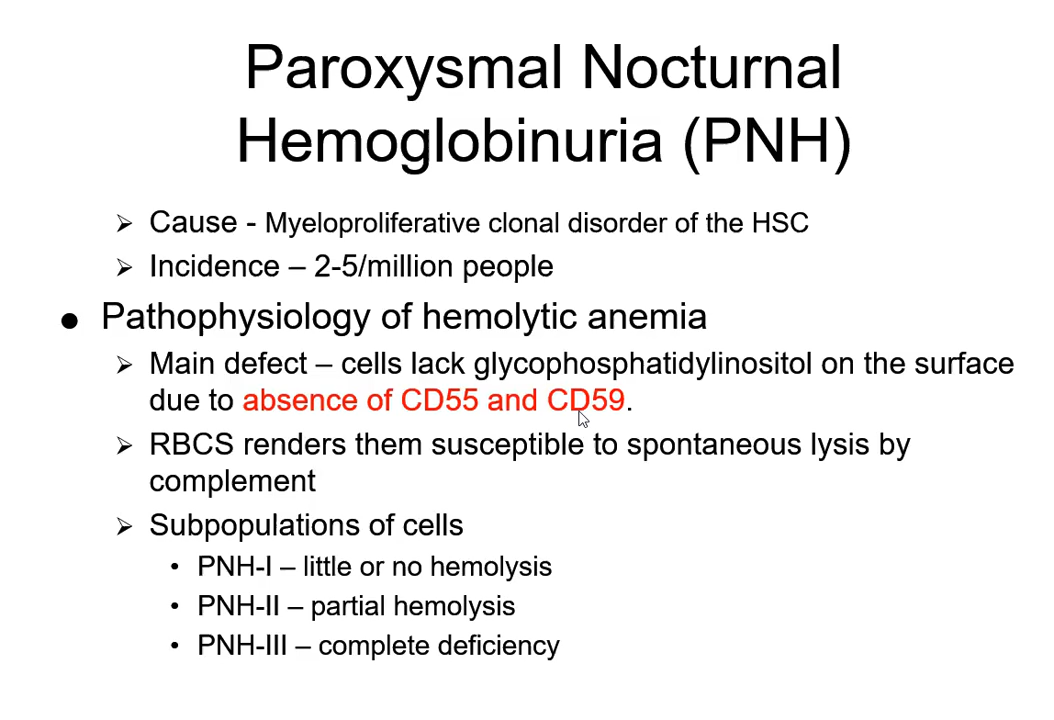 Paroxysmal Nocturnal
Hemoglobinuria (PNH)
➢ Cause - Myeloproliferative clonal disorder of the HSC
➢ Incidence – 2-5/million people
● Pathophysiology of hemolytic anemia
➢ Main defect – cells lack glycophosphatidylinositol on the surface
due to absence of CD55 and CD59.
➢ RBCS renders them susceptible to spontaneous lysis by
complement
➢ Subpopulations of cells
• PNH-I – little or no hemolysis
• PNH-II – partial hemolysis
• PNH-III – complete deficiency